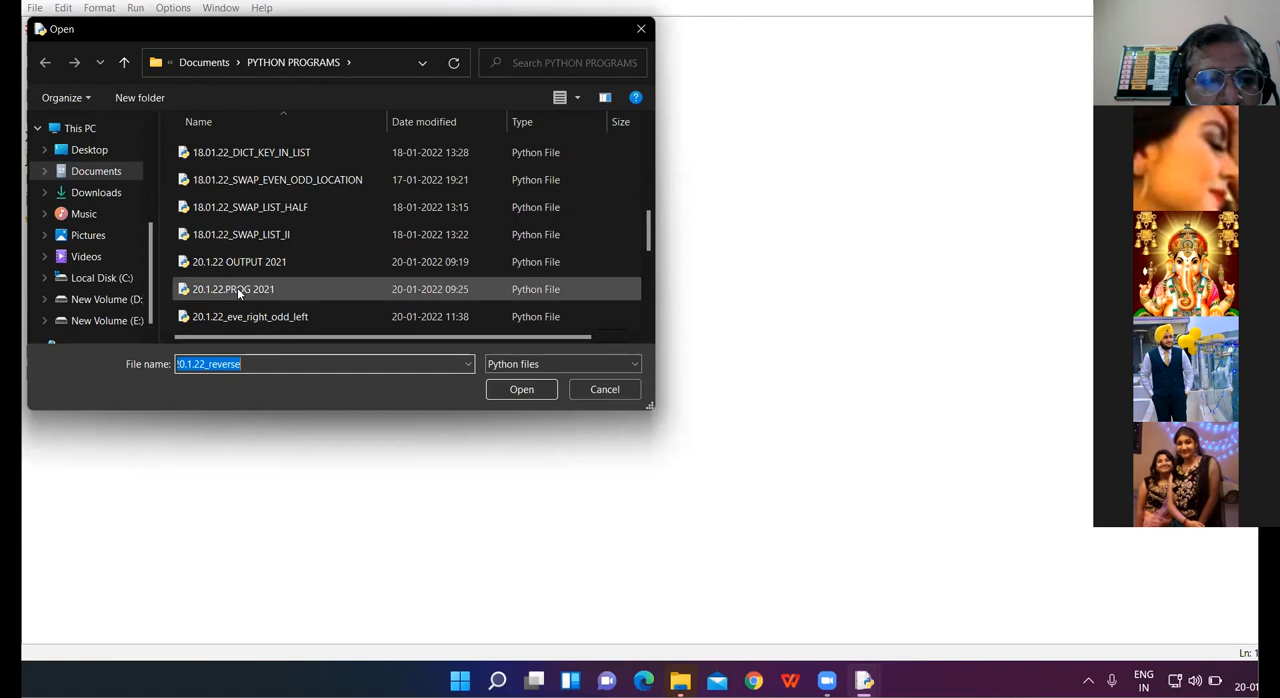 File Edit Format Run Options Window Help
Open
Documents PYTHON PROGRAMS
Search PYTHON PROGRAMS
Organize New folder
Name Date modified Type Size
This PC
Desktop
Documents
Downloads
Music
Pictures
Videos
Local Disk (C:)
New Volume (D:
New Volume (E:)
18.01.22_DICT_KEY_IN_LIST 18-01-2022 13:28 Python File
18.01.22_SWAP_EVEN_ODD_LOCATION 17-01-2022 19:21 Python File
18.01.22_SWAP_LIST_HALF 18-01-2022 13:15 Python File
18.01.22_SWAP_LIST_II 18-01-2022 13:22 Python File
20.1.22 OUTPUT 2021 20-01-2022 09:19 Python File
20.1.22.PROG 2021 20-01-2022 09:25 Python File
20.1.22_eve_right_odd_left 20-01-2022 11:38 Python File
File name: 20.1.22_reverse Python files
Open Cancel
Ln: 1
ENG
IN
20-01